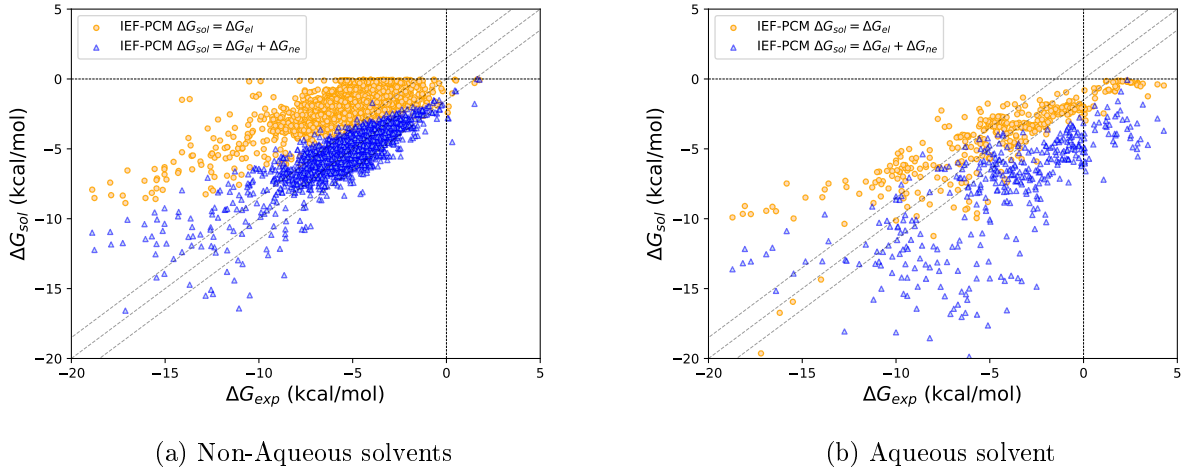 IEF-PCM ΔG_sol = ΔG_el
IEF-PCM ΔG_sol = ΔG_el + ΔG_ne
5
0
−5
−10
−15
−20
ΔG_sol (kcal/mol)
−20 −15 −10 −5 0 5
ΔG_exp (kcal/mol)
(a) Non-Aqueous solvents
IEF-PCM ΔG_sol = ΔG_el
IEF-PCM ΔG_sol = ΔG_el + ΔG_ne
5
0
−5
−10
−15
−20
ΔG_sol (kcal/mol)
−20 −15 −10 −5 0 5
ΔG_exp (kcal/mol)
(b) Aqueous solvent